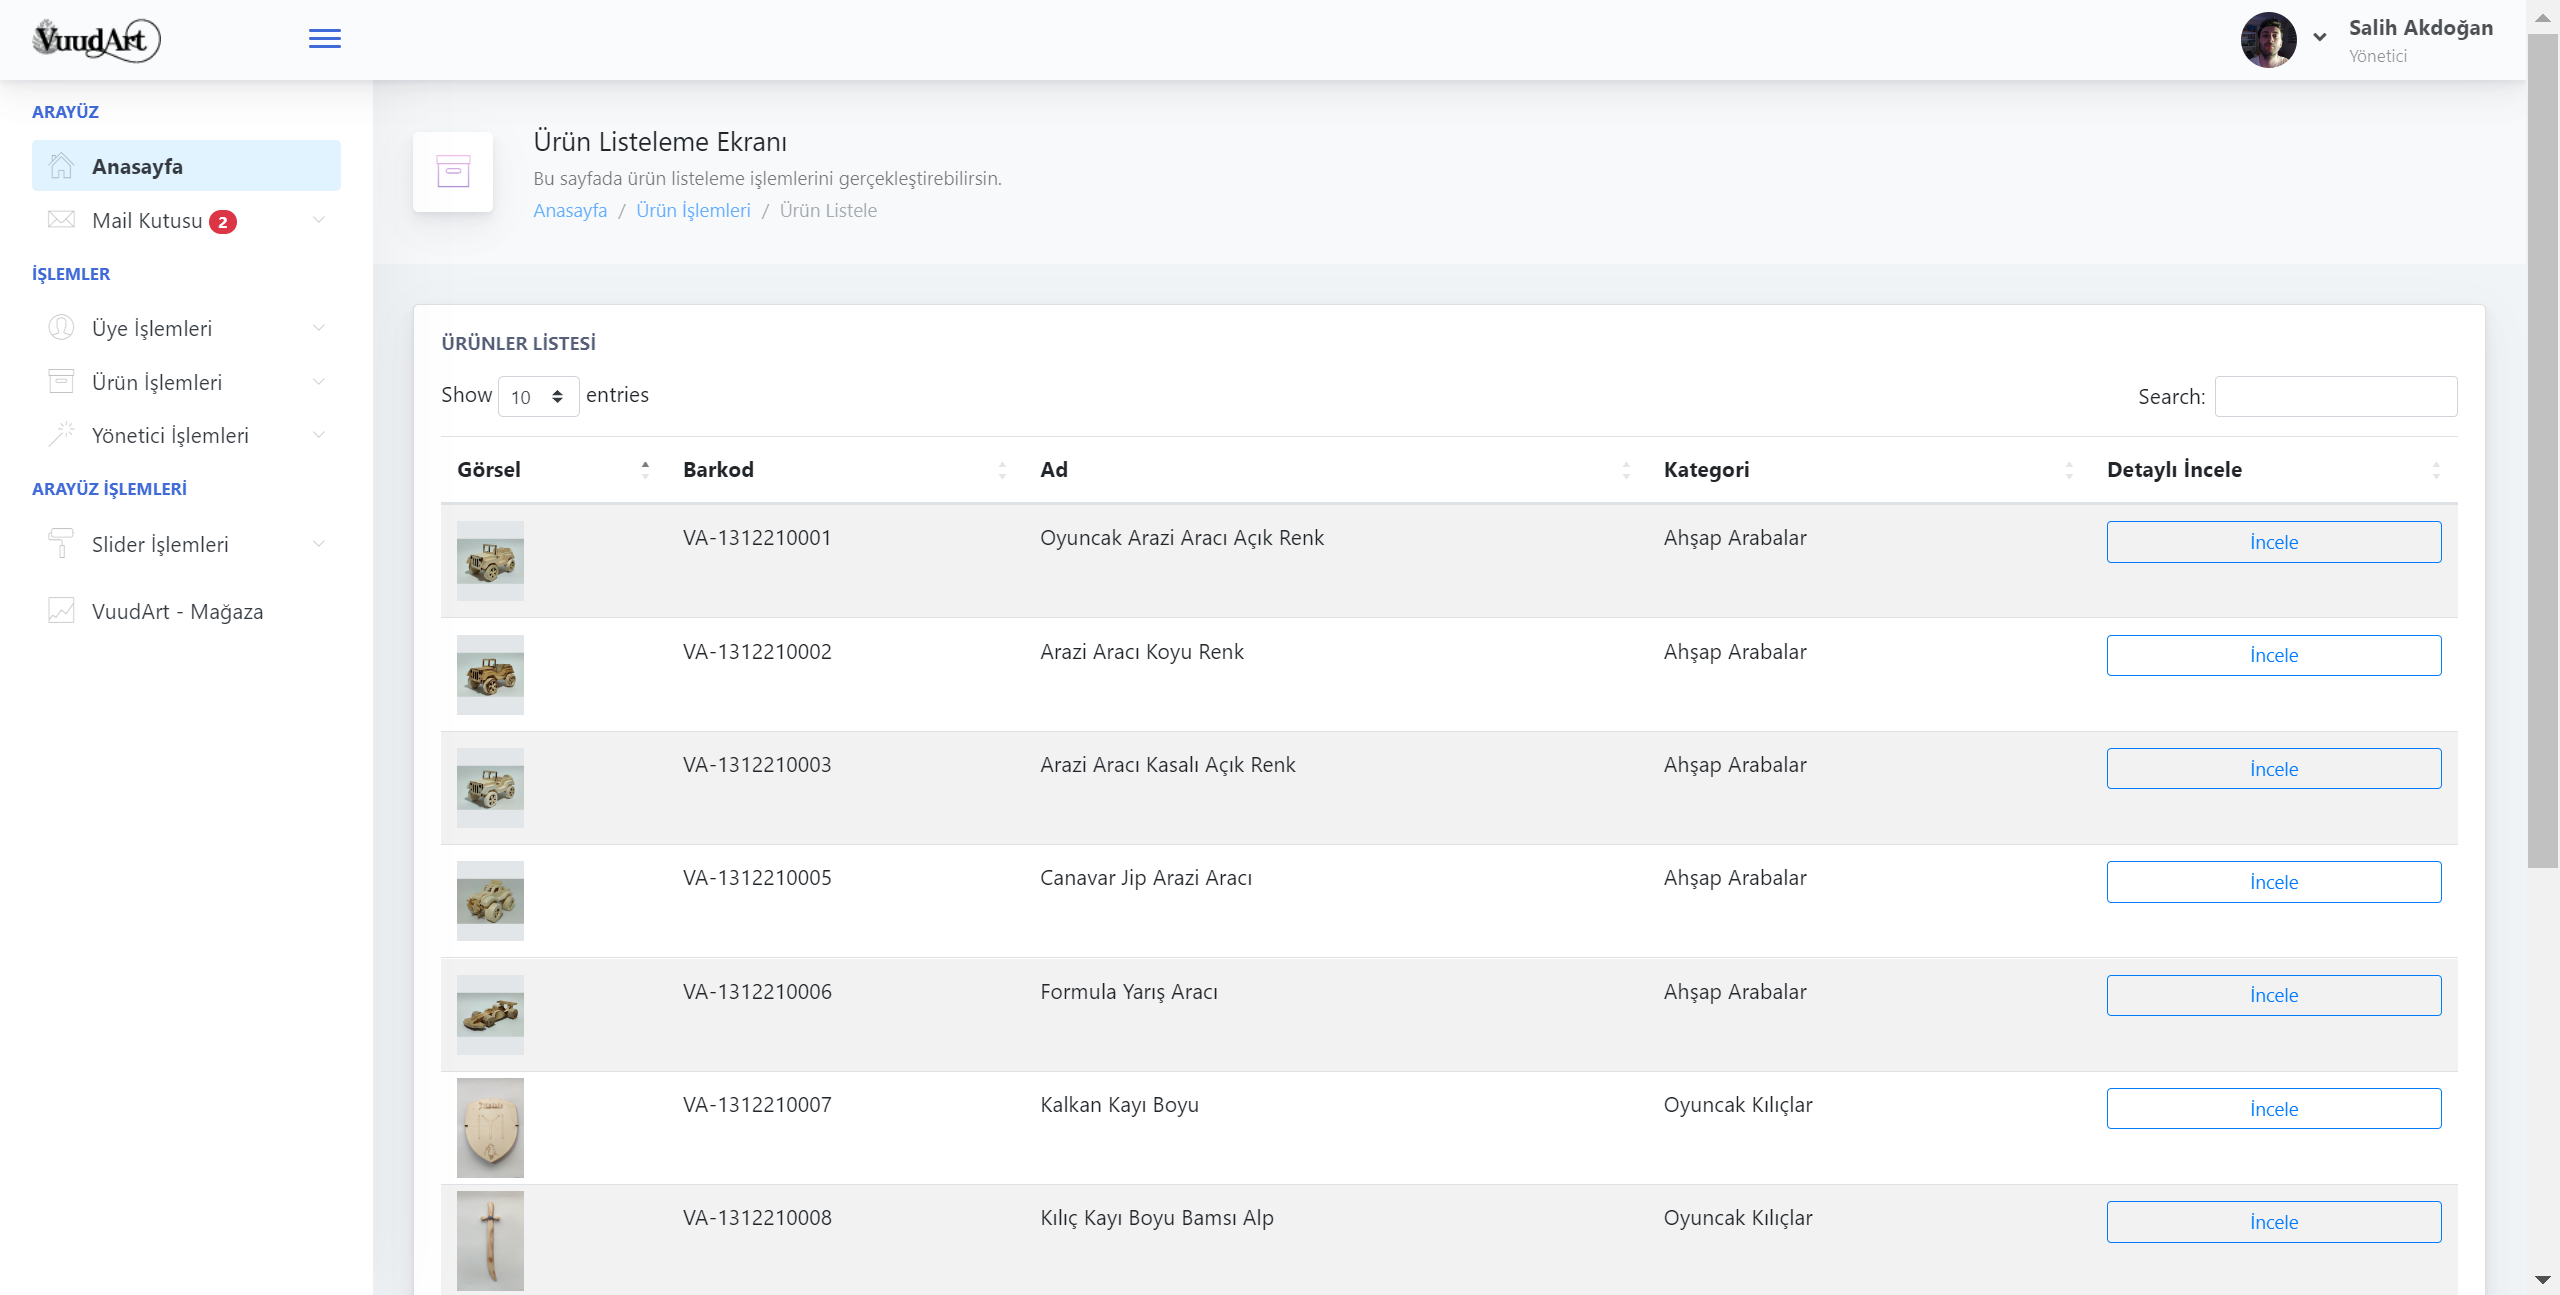 VuudArt
Salih Akdoğan
Yönetici
ARAYÜZ
Anasayfa
Mail Kutusu 2
İŞLEMLER
Üye İşlemleri
Ürün İşlemleri
Yönetici İşlemleri
ARAYÜZ İŞLEMLERİ
Slider İşlemleri
VuudArt - Mağaza
Ürün Listeleme Ekranı
Bu sayfada ürün listeleme işlemlerini gerçekleştirebilirsin.
Anasayfa / Ürün İşlemleri / Ürün Listele
ÜRÜNLER LİSTESİ
Show 10 entries Search:
Görsel Barkod Ad Kategori Detaylı İncele
VA-1312210001 Oyuncak Arazi Aracı Açık Renk Ahşap Arabalar İncele
VA-1312210002 Arazi Aracı Koyu Renk Ahşap Arabalar İncele
VA-1312210003 Arazi Aracı Kasalı Açık Renk Ahşap Arabalar İncele
VA-1312210005 Canavar Jip Arazi Aracı Ahşap Arabalar İncele
VA-1312210006 Formula Yarış Aracı Ahşap Arabalar İncele
VA-1312210007 Kalkan Kayı Boyu Oyuncak Kılıçlar İncele
VA-1312210008 Kılıç Kayı Boyu Bamsı Alp Oyuncak Kılıçlar İncele